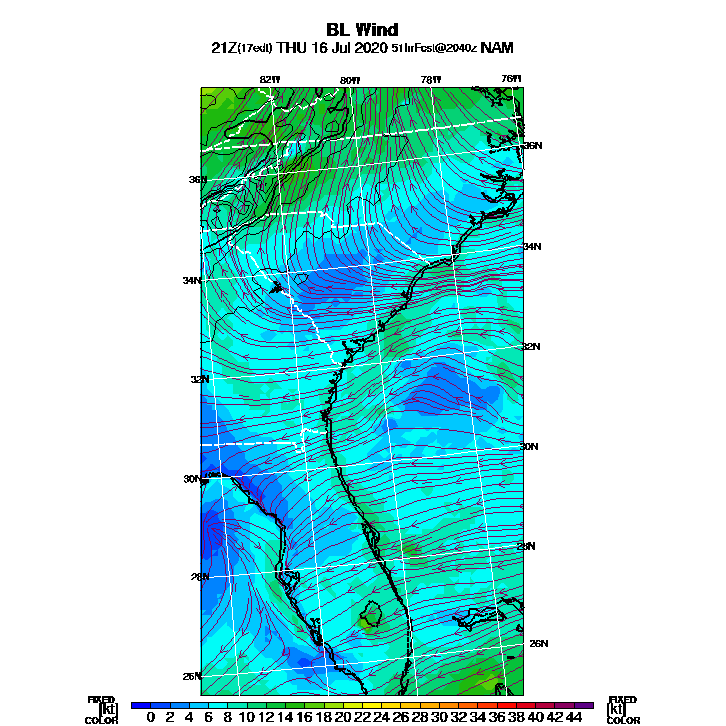 BL Wind
21Z(17edt) THU 16 Jul 2020 51hrFcst@2040z NAM
82W 80W 78W 76W
36N
36N
34N
34N
32N
32N
30N
30N
28N
28N
26N
26N
FIXED FIXED
[kt] 0 2 4 6 8 10 12 14 16 18 20 22 24 26 28 30 32 34 36 38 40 42 44 [kt]
COLOR COLOR